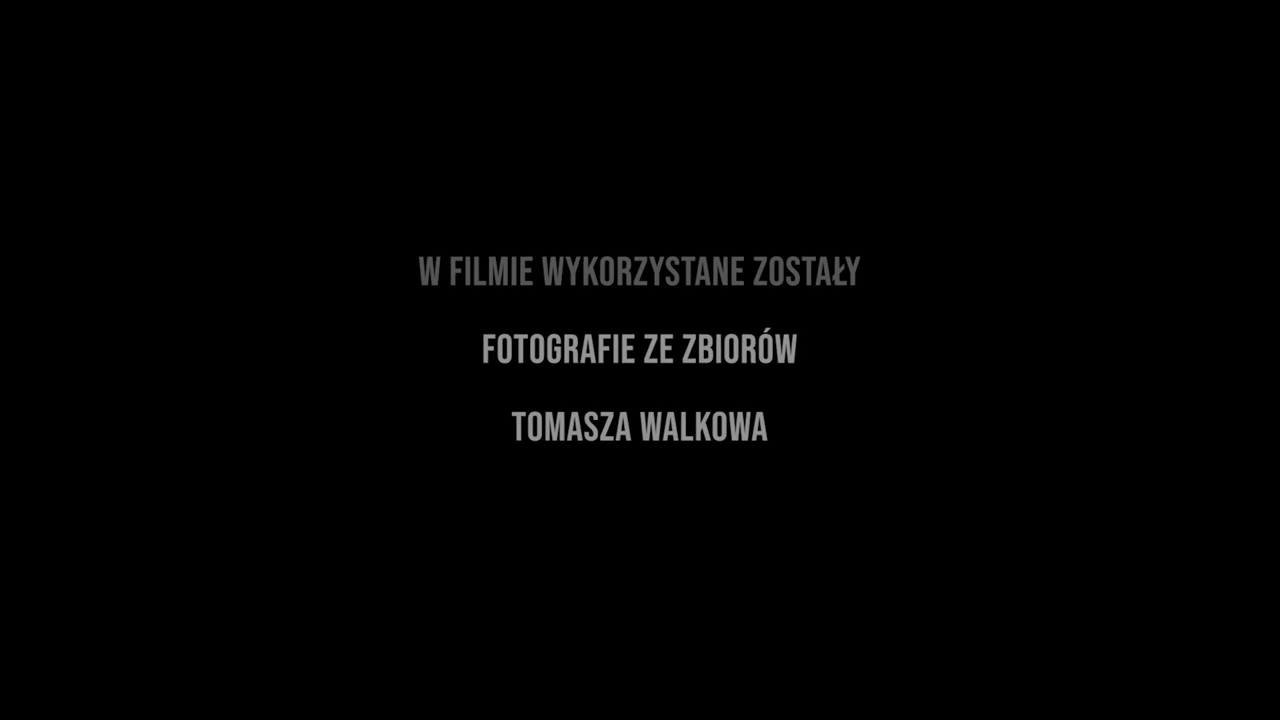 W FILMIE WYKORZYSTANE ZOSTAŁY
FOTOGRAFIE ZE ZBIORÓW
TOMASZA WALKOWA